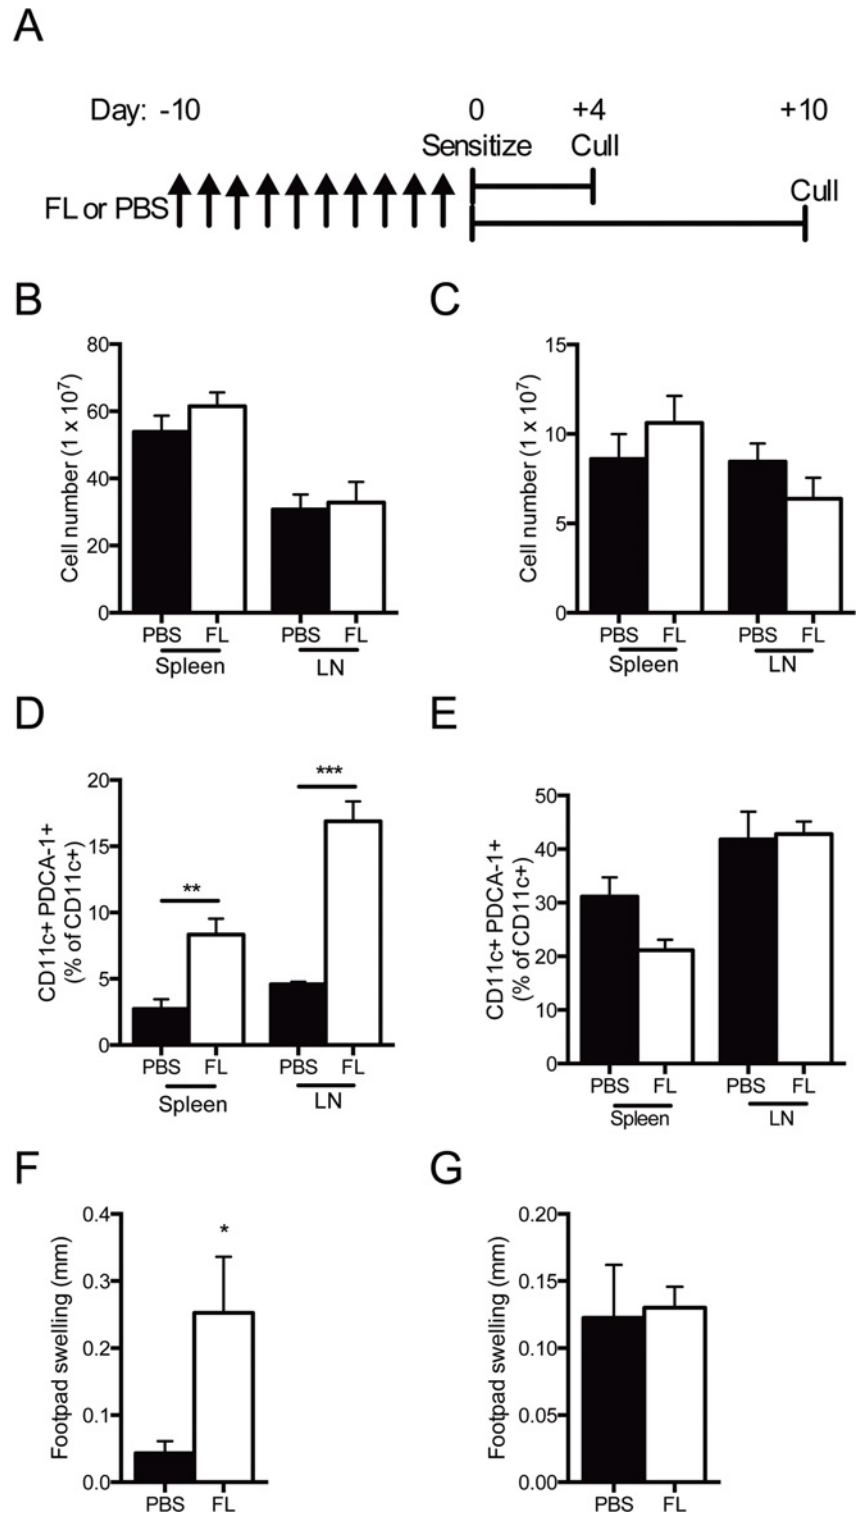 A
Day: -10 0 +4 +10
Sensitize Cull
Cull
FL or PBS
B
80
60
40
20
0
Cell number (1 x 10⁷)
PBS FL PBS FL
Spleen LN
C
15
10
5
0
Cell number (1 x 10⁷)
PBS FL PBS FL
Spleen LN
D
20
15
10
5
0
CD11c+ PDCA-1+
(% of CD11c+)
**
***
PBS FL PBS FL
Spleen LN
E
50
40
30
20
10
0
CD11c+ PDCA-1+
(% of CD11c+)
PBS FL PBS FL
Spleen LN
F
0.4
0.3
0.2
0.1
0.0
Footpad swelling (mm)
*
PBS FL
G
0.20
0.15
0.10
0.05
0.00
Footpad swelling (mm)
PBS FL